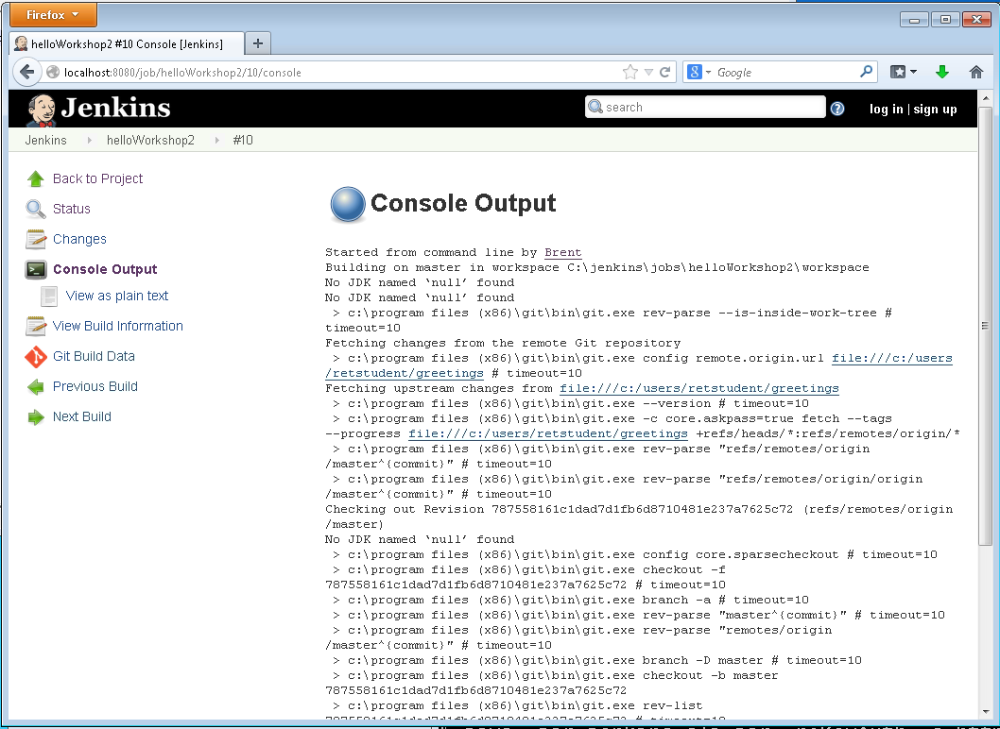 Firefox
helloWorkshop2 #10 Console [Jenkins]
localhost:8080/job/helloWorkshop2/10/console
Google
Jenkins
search
log in | sign up
Jenkins
helloWorkshop2
#10
Back to Project
Status
Changes
Console Output
View as plain text
View Build Information
Git Build Data
Previous Build
Next Build
Console Output
Started from command line by Brent
Building on master in workspace C:\jenkins\jobs\helloWorkshop2\workspace
No JDK named ‘null’ found
No JDK named ‘null’ found
> c:\program files (x86)\git\bin\git.exe rev-parse --is-inside-work-tree #
timeout=10
Fetching changes from the remote Git repository
> c:\program files (x86)\git\bin\git.exe config remote.origin.url file:///c:/users
/retstudent/greetings # timeout=10
Fetching upstream changes from file:///c:/users/retstudent/greetings
> c:\program files (x86)\git\bin\git.exe --version # timeout=10
> c:\program files (x86)\git\bin\git.exe -c core.askpass=true fetch --tags
--progress file:///c:/users/retstudent/greetings +refs/heads/*:refs/remotes/origin/*
> c:\program files (x86)\git\bin\git.exe rev-parse "refs/remotes/origin
/master^{commit}" # timeout=10
> c:\program files (x86)\git\bin\git.exe rev-parse "refs/remotes/origin/origin
/master^{commit}" # timeout=10
Checking out Revision 787558161c1dad7d1fb6d8710481e237a7625c72 (refs/remotes/origin
/master)
No JDK named ‘null’ found
> c:\program files (x86)\git\bin\git.exe config core.sparsecheckout # timeout=10
> c:\program files (x86)\git\bin\git.exe checkout -f
787558161c1dad7d1fb6d8710481e237a7625c72 # timeout=10
> c:\program files (x86)\git\bin\git.exe branch -a # timeout=10
> c:\program files (x86)\git\bin\git.exe rev-parse "master^{commit}" # timeout=10
> c:\program files (x86)\git\bin\git.exe rev-parse "remotes/origin
/master^{commit}" # timeout=10
> c:\program files (x86)\git\bin\git.exe branch -D master # timeout=10
> c:\program files (x86)\git\bin\git.exe checkout -b master
787558161c1dad7d1fb6d8710481e237a7625c72
> c:\program files (x86)\git\bin\git.exe rev-list
787558161c1dad7d1fb6d8710481e237a7625c72 # timeout=10